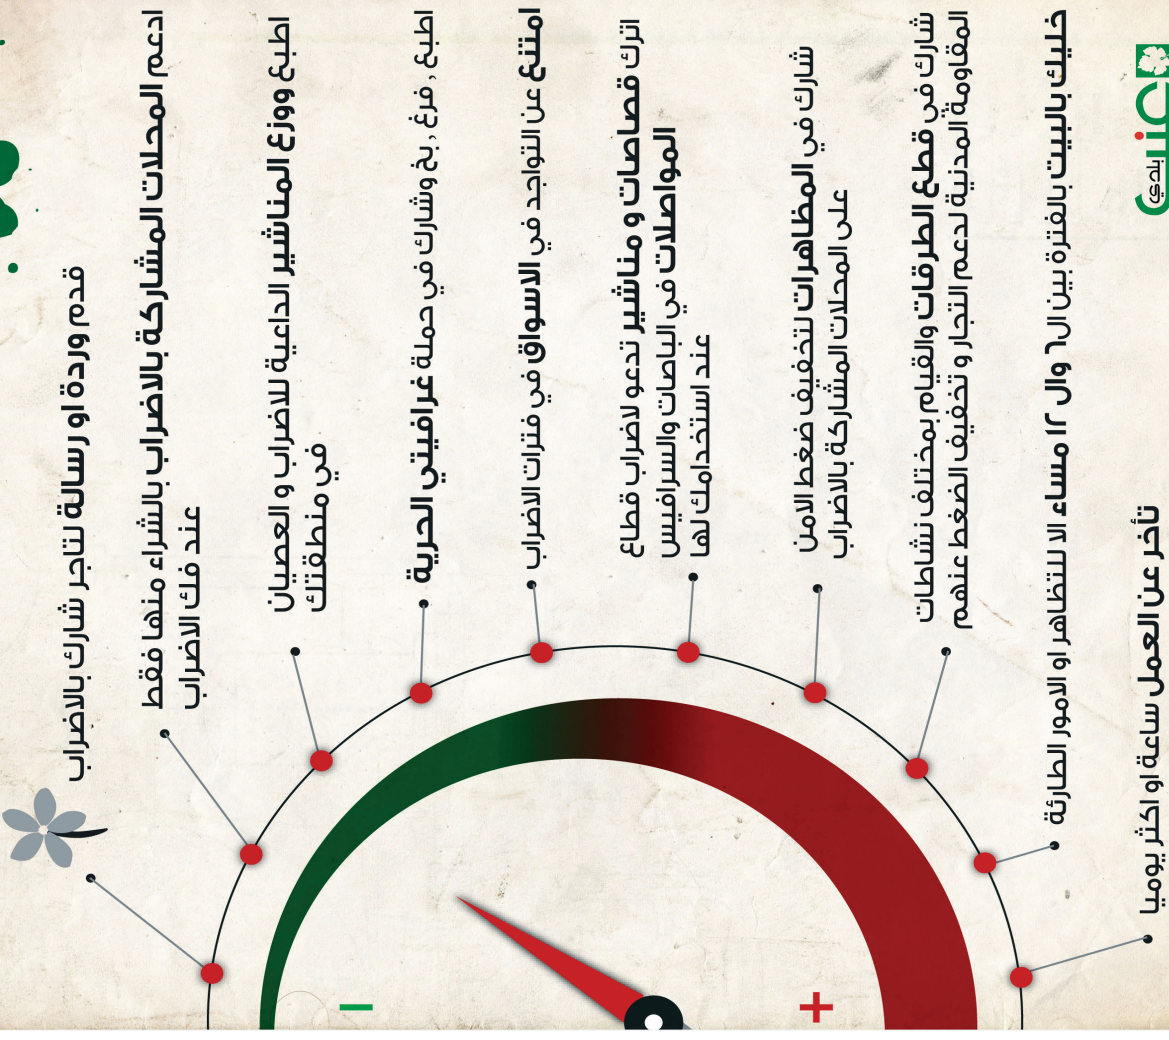 قدم وردة او رسالة لتاجر شارك بالاضراب
ادعم المحلات المشاركة بالاضراب بالشراء منها فقط
عند فك الاضراب
اطبع ووزع المناشير الداعية للاضراب و العصيان
في منطقتك
اطبع , فرغ , بخ وشارك في حملة غرافيتي الحرية
امتنع عن التواجد في الاسواق في فترات الاضراب
اترك قصاصات و مناشير تدعو لاضراب قطاع
المواصلات في الباصات والسرافيس
عند استخدامك لها
شارك في المظاهرات لتخفيف ضغط الامن
على المحلات المشاركة بالاضراب
شارك في قطع الطرقات والقيام بمختلف نشاطات
المقاومة المدنية لدعم التجار و تخفيف الضغط عنهم
خليك بالبيت بالفترة بين ال٦ وال ١٢ مساء الا للتظاهر او الامور الطارئة
تأخر عن العمل ساعة او اكثر يوميا
-
+
بلدي